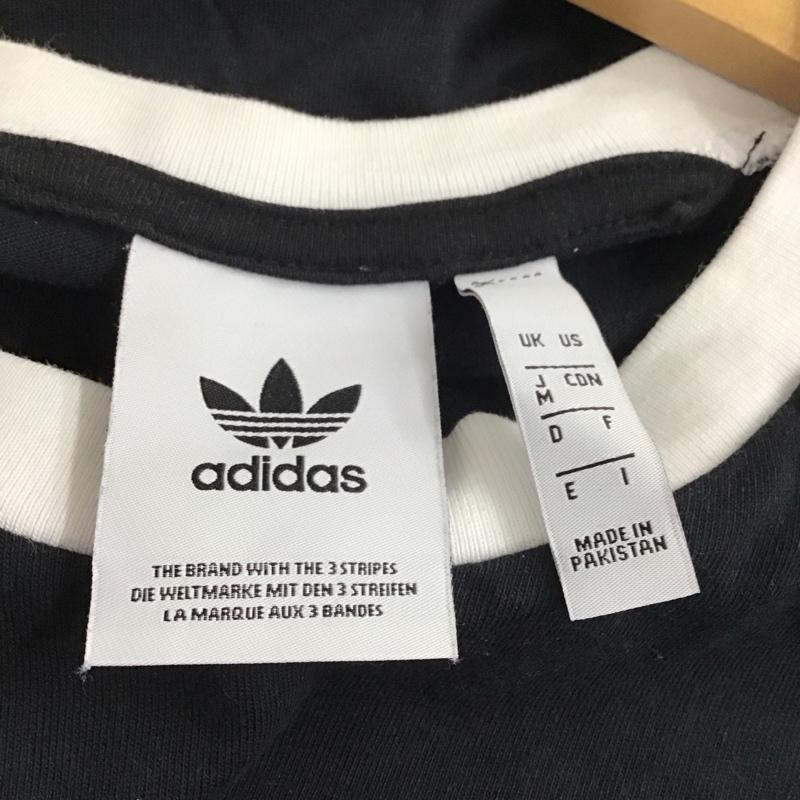 adidas
THE BRAND WITH THE 3 STRIPES
DIE WELTMARKE MIT DEN 3 STREIFEN
LA MARQUE AUX 3 BANDES
UK US
J CDN
M
D F
E I
MADE IN
PAKISTAN